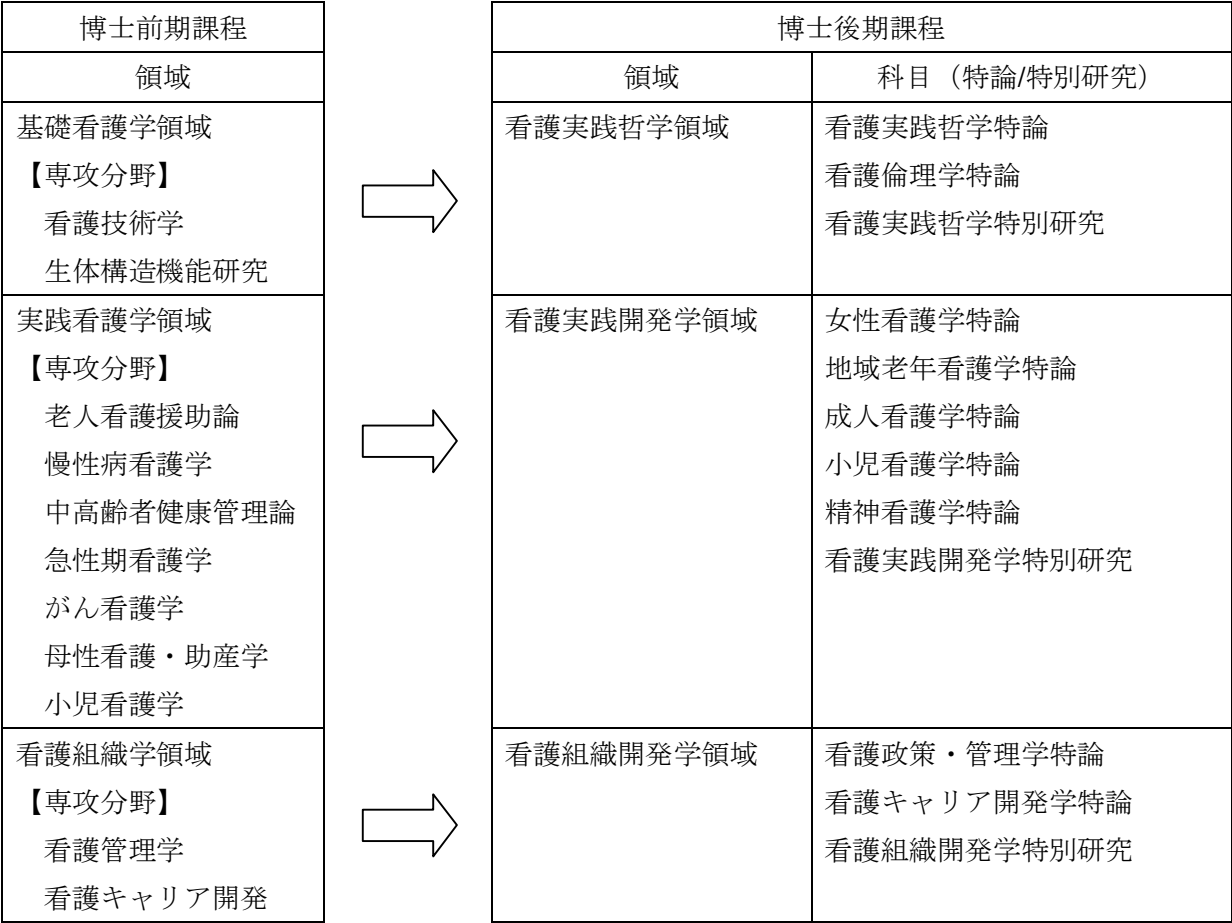 博士前期課程
領域
基礎看護学領域
【専攻分野】
看護技術学
生体構造機能研究
実践看護学領域
【専攻分野】
老人看護援助論
慢性病看護学
中高齢者健康管理論
急性期看護学
がん看護学
母性看護・助産学
小児看護学
看護組織学領域
【専攻分野】
看護管理学
看護キャリア開発
博士後期課程
領域
科目（特論/特別研究）
看護実践哲学領域
看護実践哲学特論
看護倫理学特論
看護実践哲学特別研究
看護実践開発学領域
女性看護学特論
地域老年看護学特論
成人看護学特論
小児看護学特論
精神看護学特論
看護実践開発学特別研究
看護組織開発学領域
看護政策・管理学特論
看護キャリア開発学特論
看護組織開発学特別研究